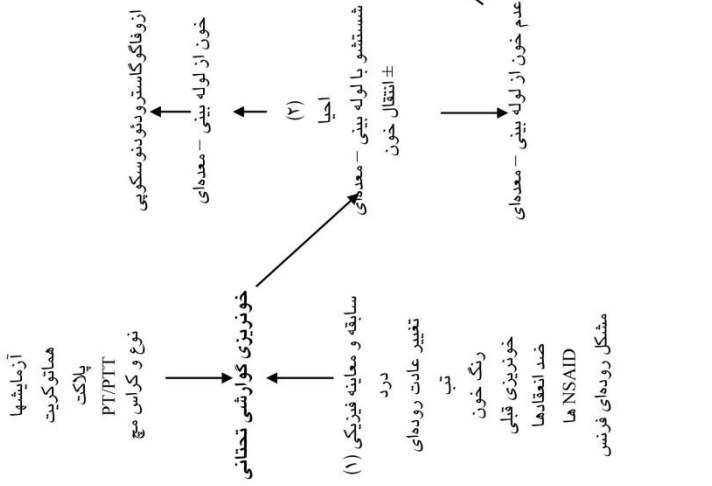 آزمایشها
هماتوکریت
پلاکت
PT/PTT
نوع و کراس مچ
خونریزی گوارشی تحتانی
سابقه و معاینه فیزیکی (۱)
درد
تغییر عادت روده‌ای
تب
رنگ خون
خونریزی قبلی
ضد انعقادها
NSAID ها
مشکل روده‌ای فرنس
ازوفاگوگاسترودئودنوسکوپی
خون از لوله بینی – معده‌ای
(۲)
احیا
شستشو با لوله بینی – معده‌ای
± انتقال خون
عدم خون از لوله بینی – معده‌ای